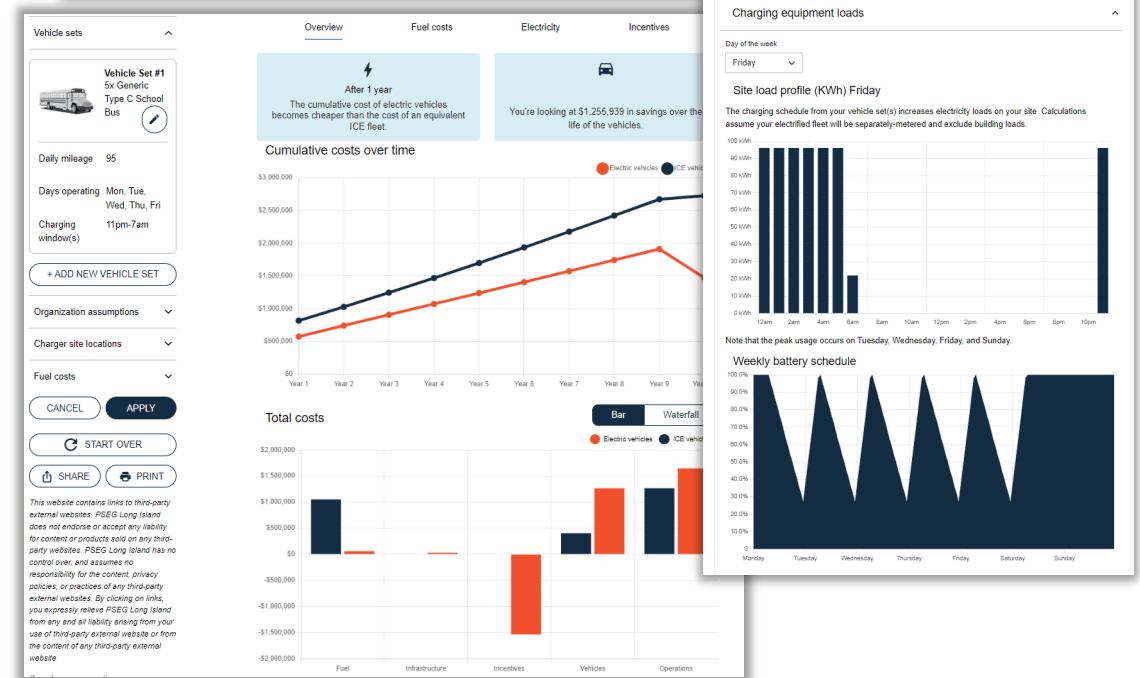 Vehicle sets
Vehicle Set #1
5x Generic
Type C School
Bus
Daily mileage 95
Days operating Mon, Tue,
Wed, Thu, Fri
Charging 11pm-7am
window(s)
+ ADD NEW VEHICLE SET
Organization assumptions
Charger site locations
Fuel costs
CANCEL APPLY
START OVER
SHARE PRINT
This website contains links to third-party
external websites. PSEG Long Island
does not endorse or accept any liability
for content or products sold on any third-
party websites. PSEG Long Island has no
control over, and assumes no
responsibility for the content, privacy
policies, or practices of any third-party
external websites. By clicking on links,
you expressly relieve PSEG Long Island
from any and all liability arising from your
use of third-party external website or from
the content of any third-party external
website
Overview Fuel costs Electricity Incentives
After 1 year
The cumulative cost of electric vehicles
becomes cheaper than the cost of an equivalent
ICE fleet.
You're looking at $1,255,939 in savings over the
life of the vehicles.
Cumulative costs over time
Electric vehicles ICE vehic
$3,000,000
$2,500,000
$2,000,000
$1,500,000
$1,000,000
$500,000
$0
Year 1 Year 2 Year 3 Year 4 Year 5 Year 6 Year 7 Year 8 Year 9 Ye
Total costs
Bar Waterfall
Electric vehicles ICE vehic
$2,000,000
$1,500,000
$1,000,000
$500,000
$0
-$500,000
-$1,000,000
-$1,500,000
-$2,000,000
Fuel Infrastructure Incentives Vehicles Operations
Charging equipment loads
Day of the week
Friday
Site load profile (KWh) Friday
The charging schedule from your vehicle set(s) increases electricity loads on your site. Calculations
assume your electrified fleet will be separately-metered and exclude building loads.
100 kWh
90 kWh
80 kWh
70 kWh
60 kWh
50 kWh
40 kWh
30 kWh
20 kWh
10 kWh
0 kWh
12am 2am 4am 6am 8am 10am 12pm 2pm 4pm 6pm 8pm 10pm
Note that the peak usage occurs on Tuesday, Wednesday, Friday, and Sunday.
Weekly battery schedule
100.0%
90.0%
80.0%
70.0%
60.0%
50.0%
40.0%
30.0%
20.0%
10.0%
0
Monday Tuesday Wednesday Thursday Friday Saturday Sunday